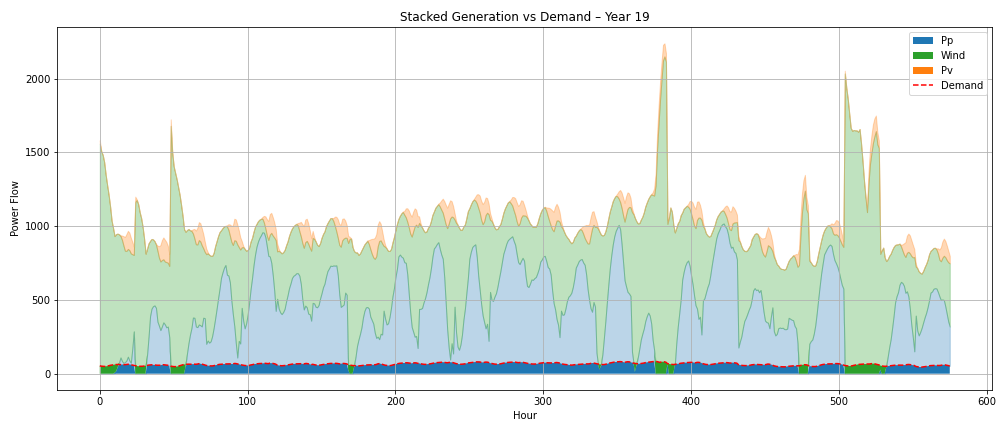 Stacked Generation vs Demand – Year 19
Pp
Wind
Pv
Demand
Power Flow
2000
1500
1000
500
0
0 100 200 300 400 500 600
Hour